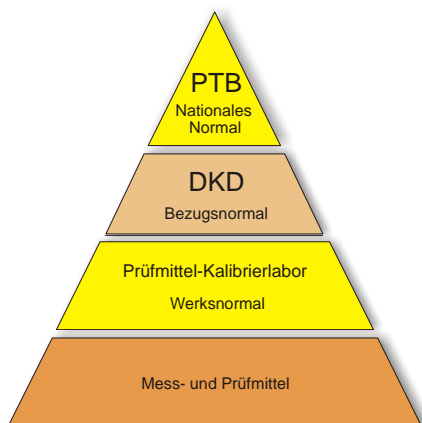 PTB
Nationales
Normal
DKD
Bezugsnormal
Prüfmittel-Kalibrierlabor
Werksnormal
Mess- und Prüfmittel